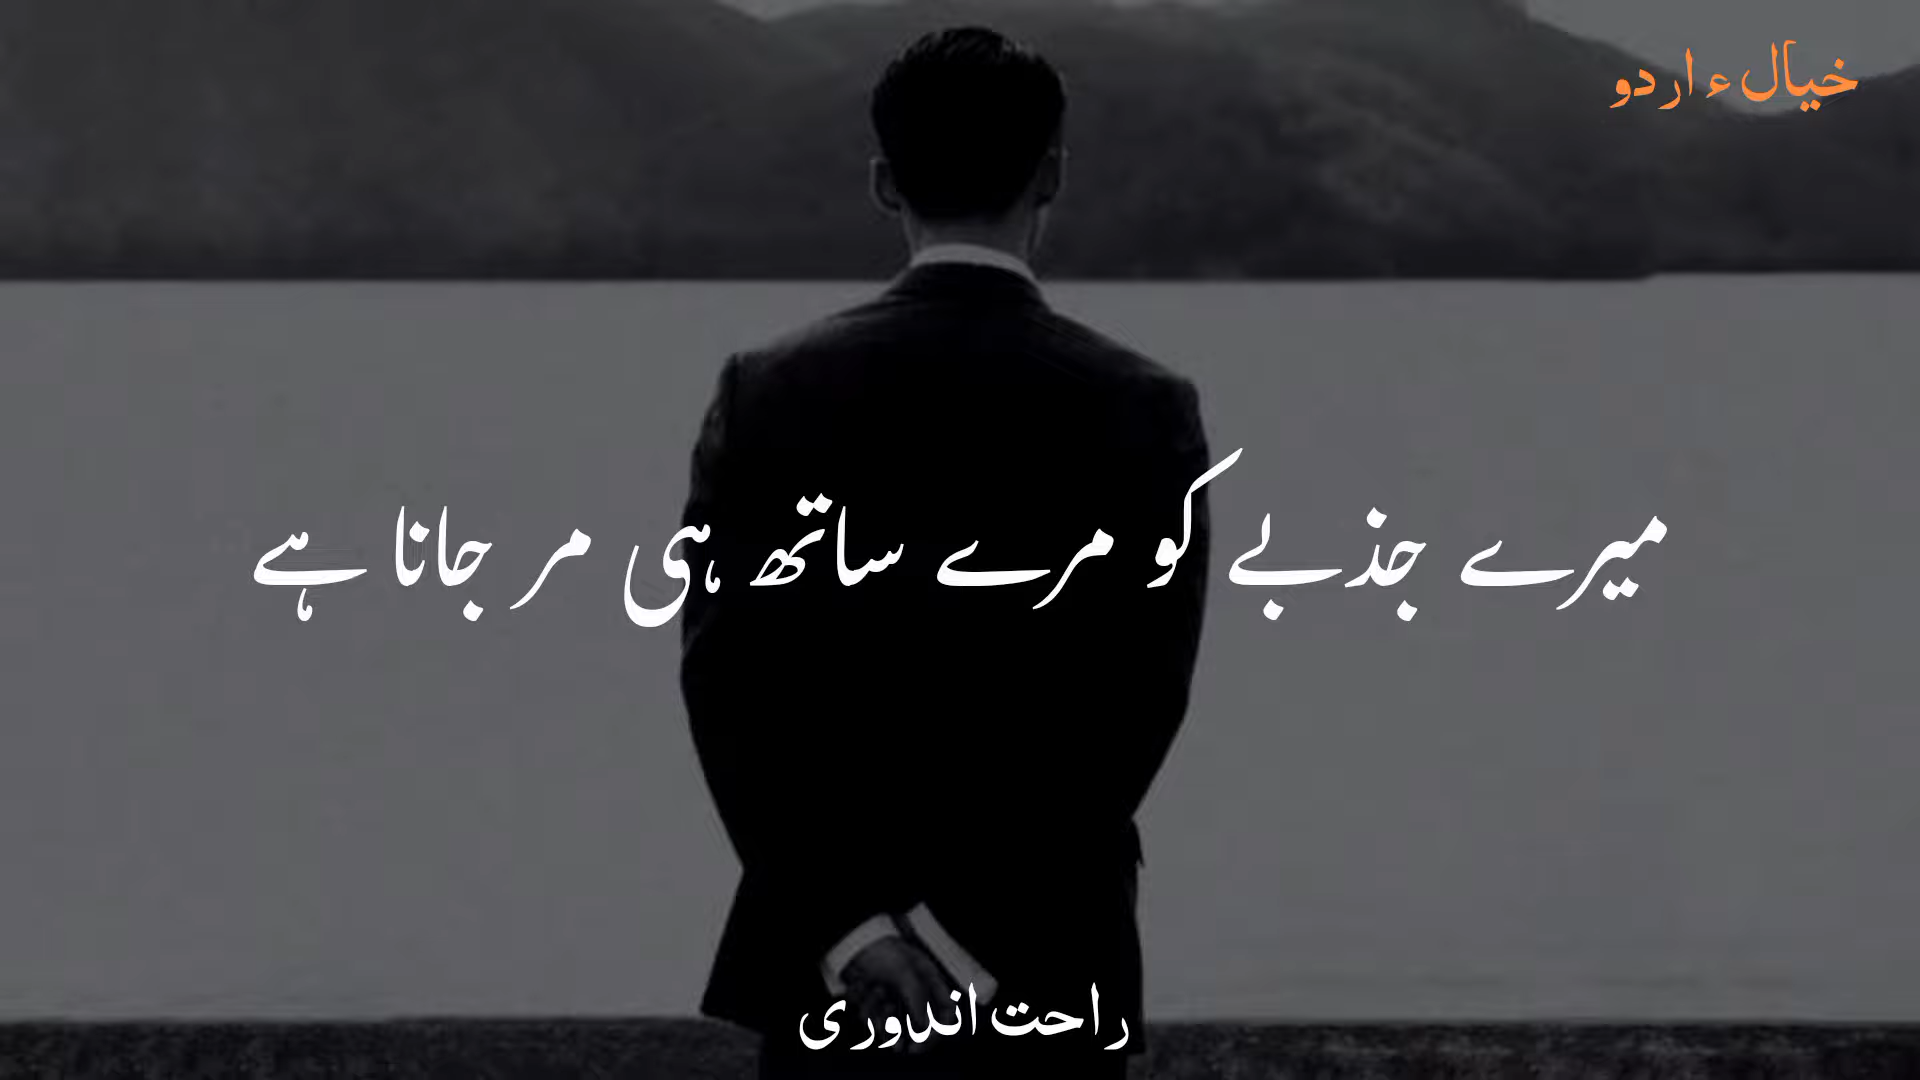 خیال ء اردو
میرے جذبے کو مرے ساتھ ہی مر جانا ہے
راحت اندوری